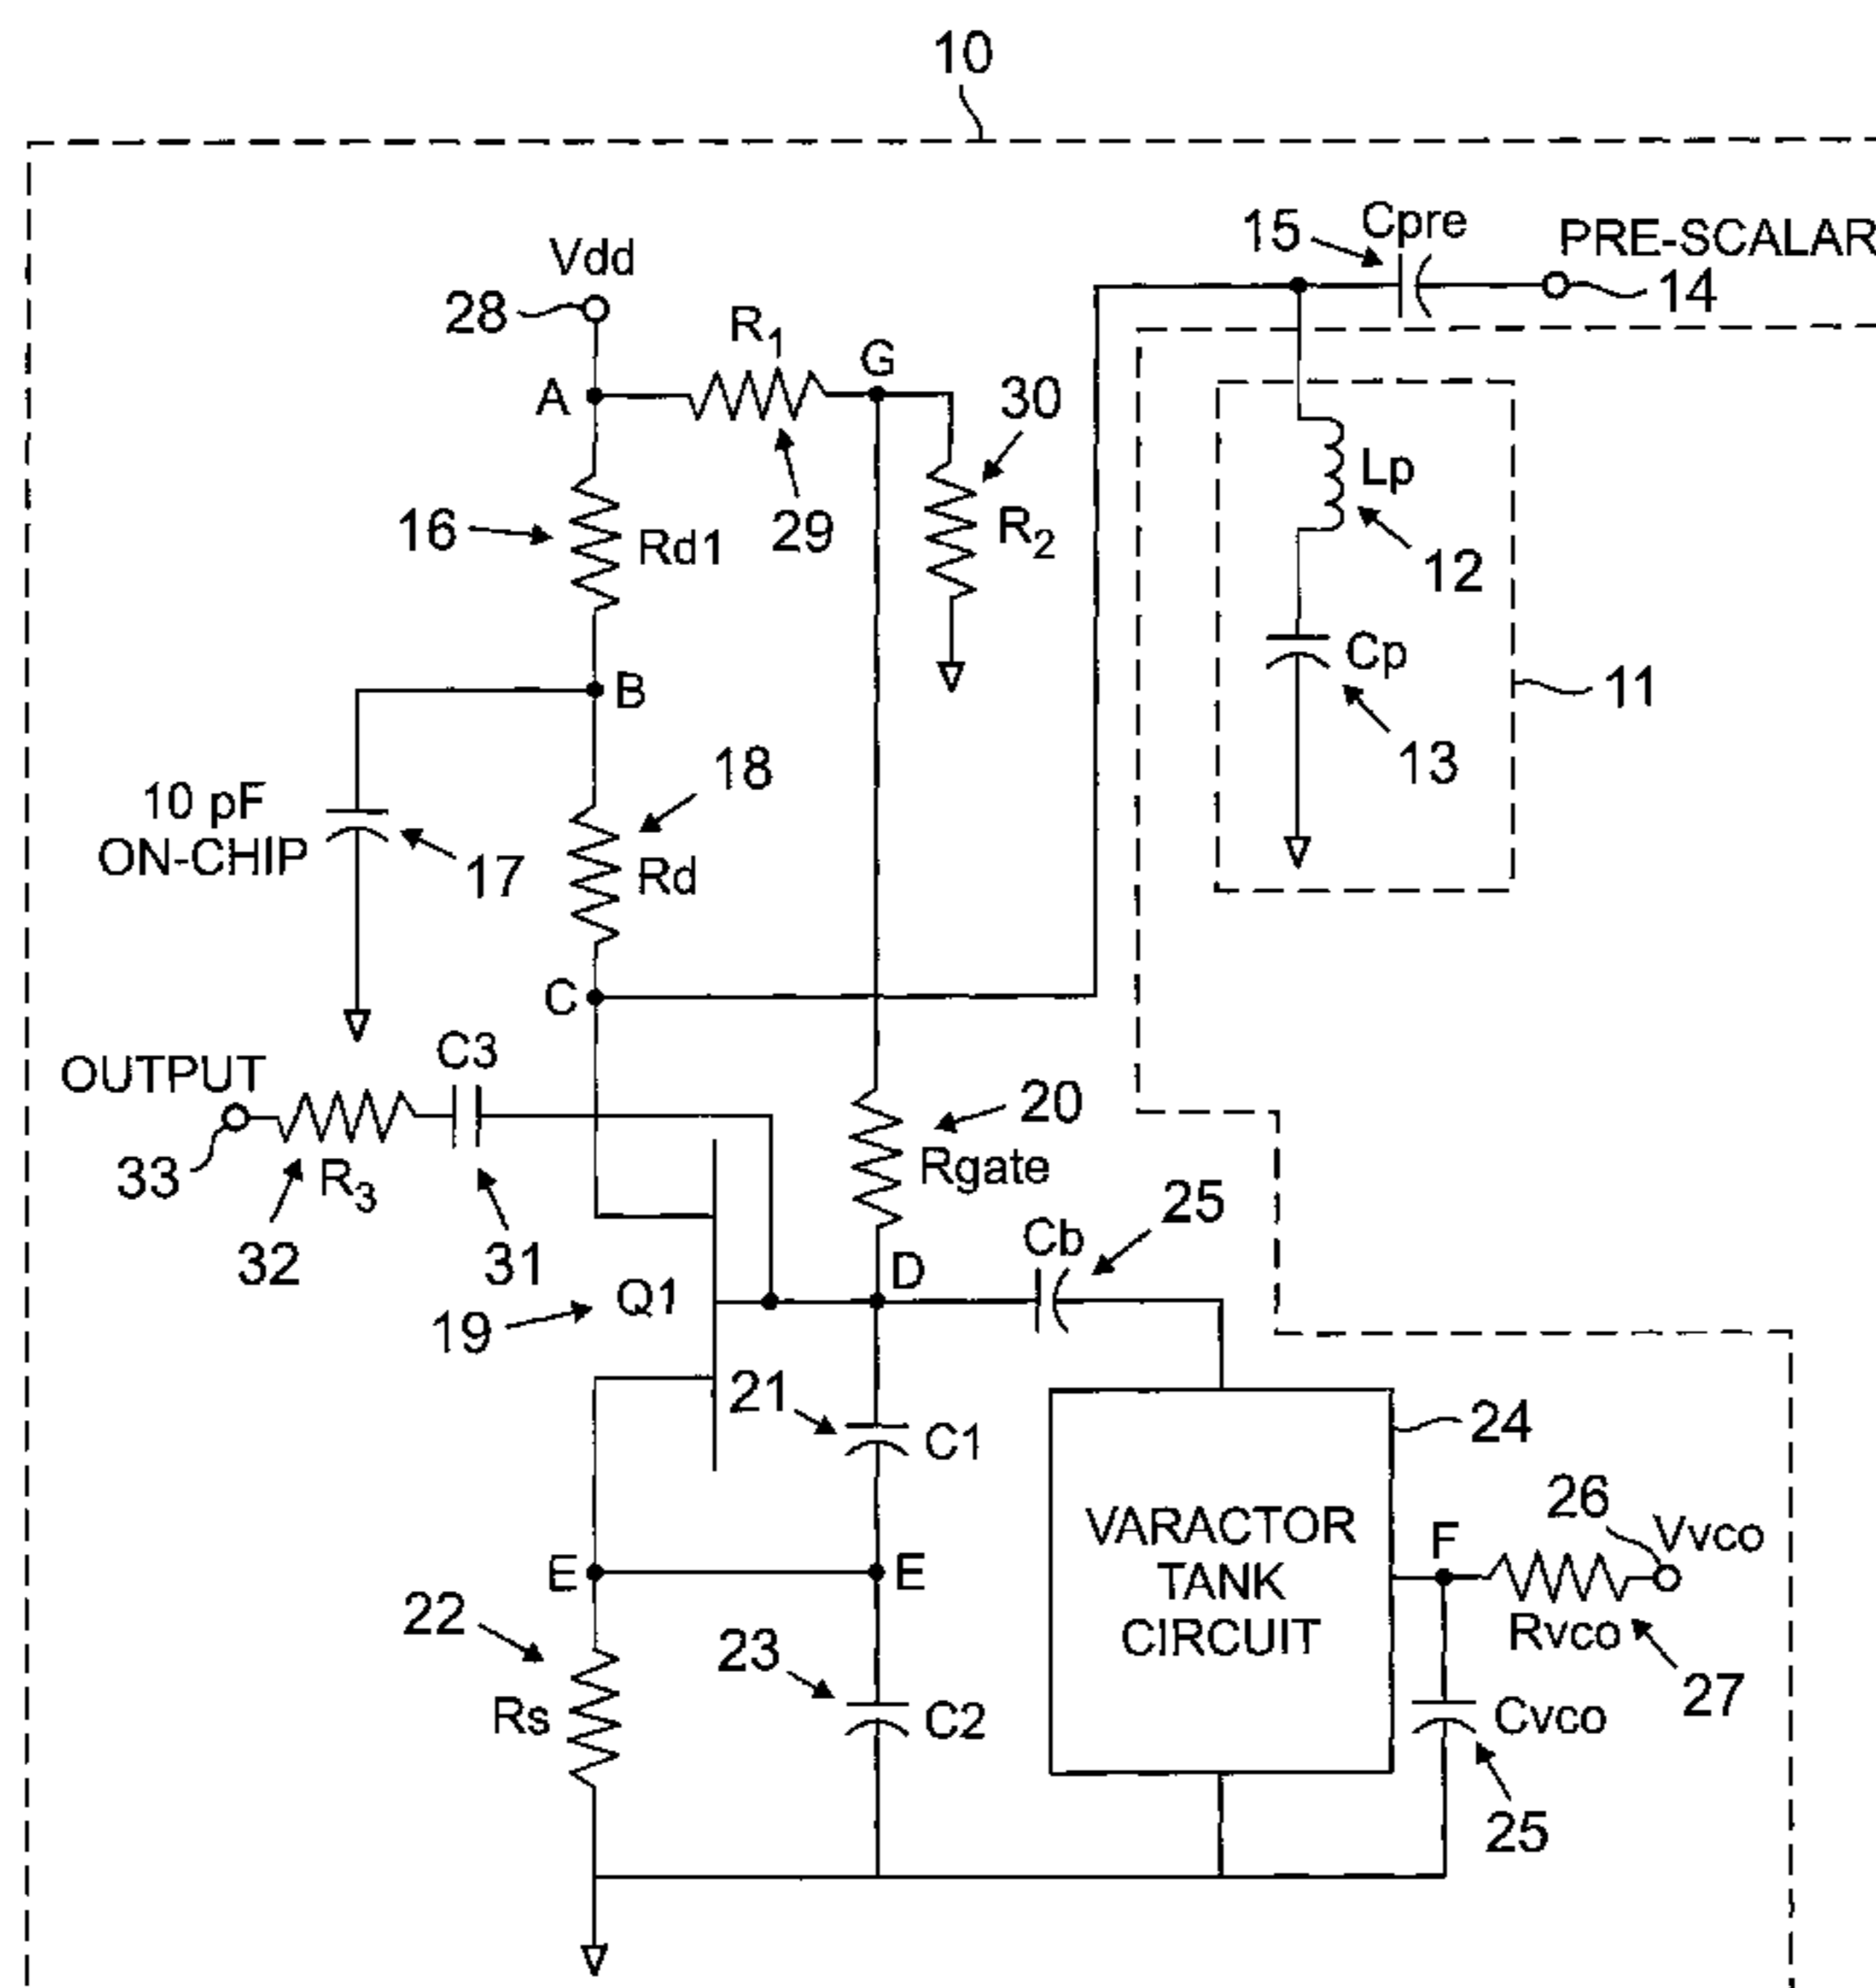 10
15
Cpre
PRE-SCALAR
14
Vdd
28
R1
G
A
30
16
Rd1
29
R2
Lp
12
B
Cp
11
13
18
10 pF
ON-CHIP
17
Rd
C
OUTPUT
C3
33
R3
20
Rgate
32
31
Cb
25
D
Q1
19
21
C1
24
VARACTOR
TANK
CIRCUIT
26
Vvco
F
E
E
22
Rvco
27
23
Rs
C2
Cvco
25